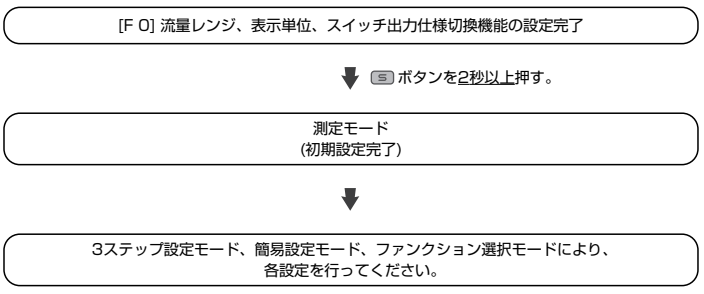 [F 0] 流量レンジ、表示単位、スイッチ出力仕様切換機能の設定完了
S ボタンを2秒以上押す。
測定モード
(初期設定完了)
3ステップ設定モード、簡易設定モード、ファンクション選択モードにより、
各設定を行ってください。